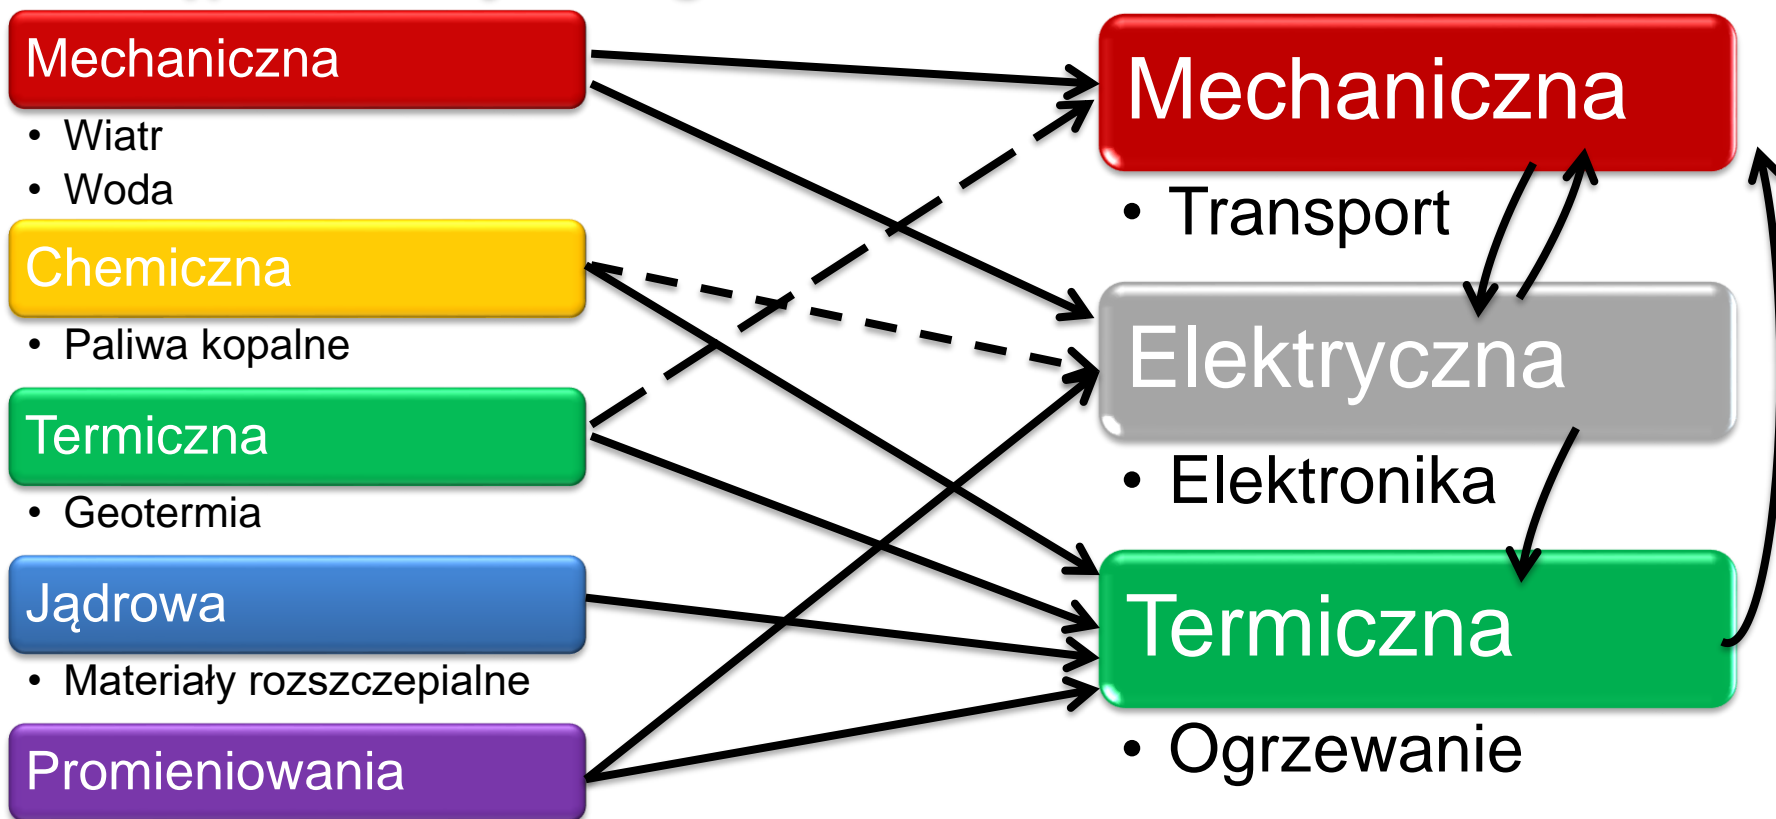 Mechaniczna
• Wiatr
• Woda
Chemiczna
• Paliwa kopalne
Termiczna
• Geotermia
Jądrowa
• Materiały rozszczepialne
Promieniowania
Mechaniczna
• Transport
Elektryczna
• Elektronika
Termiczna
• Ogrzewanie